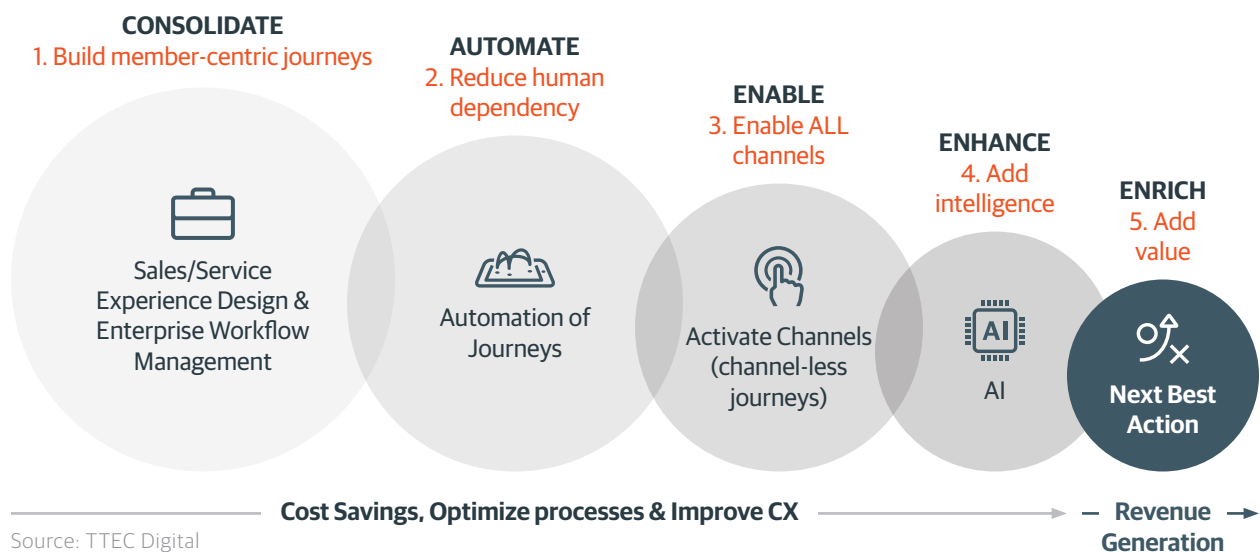 CONSOLIDATE
1. Build member-centric journeys
Sales/Service
Experience Design &
Enterprise Workflow
Management
AUTOMATE
2. Reduce human
dependency
Automation of
Journeys
ENABLE
3. Enable ALL
channels
Activate Channels
(channel-less
journeys)
ENHANCE
4. Add
intelligence
AI
AI
ENRICH
5. Add
value
Next Best
Action
Cost Savings, Optimize processes & Improve CX
Revenue
Generation
Source: TTEC Digital